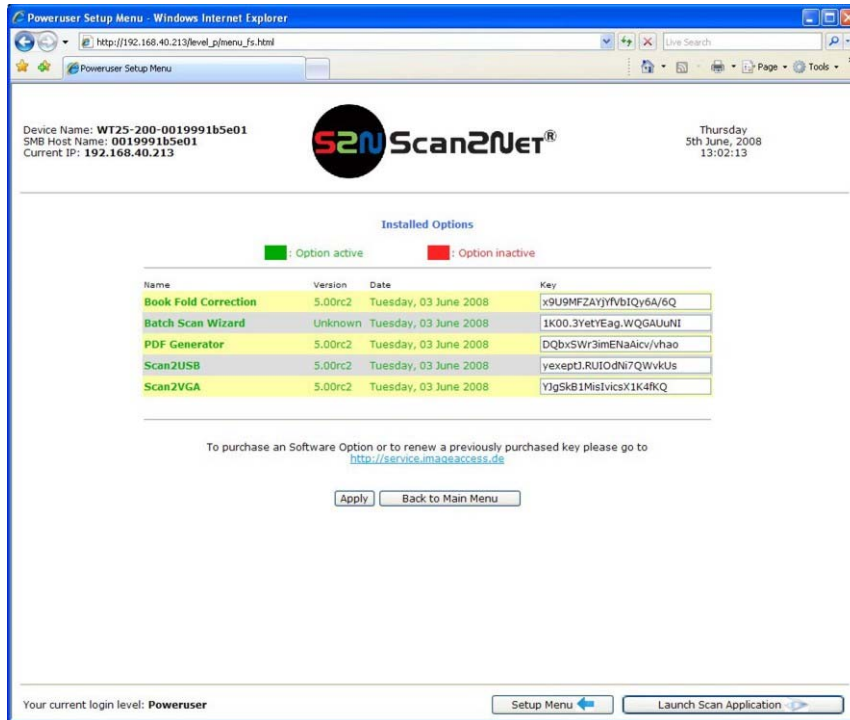 Poweruser Setup Menu - Windows Internet Explorer
http://192.168.40.213/level_p/menu_fs.html
Live Search
Poweruser Setup Menu
Page
Tools
Device Name: WT25-200-0019991b5e01
SMB Host Name: 0019991b5e01
Current IP: 192.168.40.213
S2N Scan2Net®
Thursday
5th June, 2008
13:02:13
Installed Options
: Option active : Option inactive
Name Version Date Key
Book Fold Correction 5.00rc2 Tuesday, 03 June 2008 x9U9MFZAYjYfVbIQy6A/6Q
Batch Scan Wizard Unknown Tuesday, 03 June 2008 1K00.3YetYEag.WQGAUuNI
PDF Generator 5.00rc2 Tuesday, 03 June 2008 DQbxSWr3imENaAicv/vhao
Scan2USB 5.00rc2 Tuesday, 03 June 2008 yexeptJ.RUIOdNi7QWvkUs
Scan2VGA 5.00rc2 Tuesday, 03 June 2008 YJgSkB1MisIvicsX1K4fKQ
To purchase an Software Option or to renew a previously purchased key please go to
http://service.imageaccess.de
Apply Back to Main Menu
Your current login level: Poweruser
Setup Menu Launch Scan Application